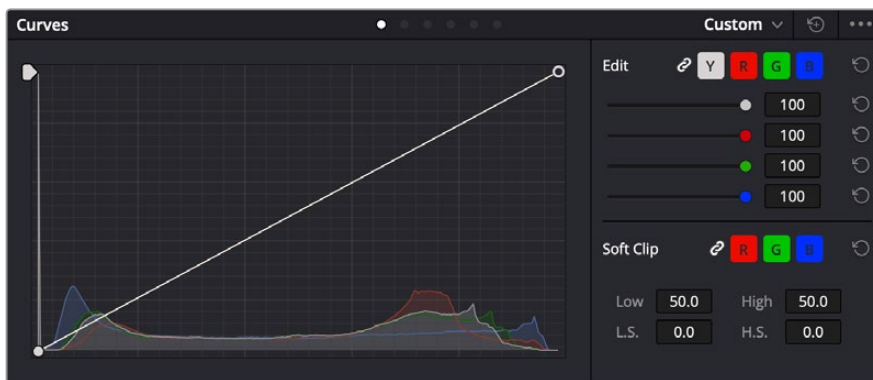 Curves
Custom
Edit Y R G B
100
100
100
100
Soft Clip R G B
Low 50.0 High 50.0
L.S. 0.0 H.S. 0.0